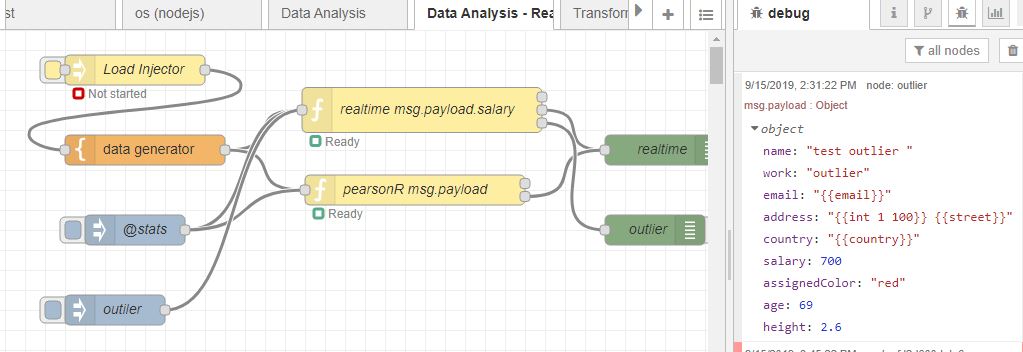 st
os (nodejs)
Data Analysis
Data Analysis - Rea
Transforn
debug
all nodes
Load Injector
Not started
data generator
@stats
outiler
realtime msg.payload.salary
Ready
pearsonR msg.payload
Ready
realtime
outlier
9/15/2019, 2:31:22 PM node: outlier
msg.payload : Object
object
name: "test outlier "
work: "outlier"
email: "{{email}}"
address: "{{int 1 100}} {{street}}"
country: "{{country}}"
salary: 700
assignedColor: "red"
age: 69
height: 2.6